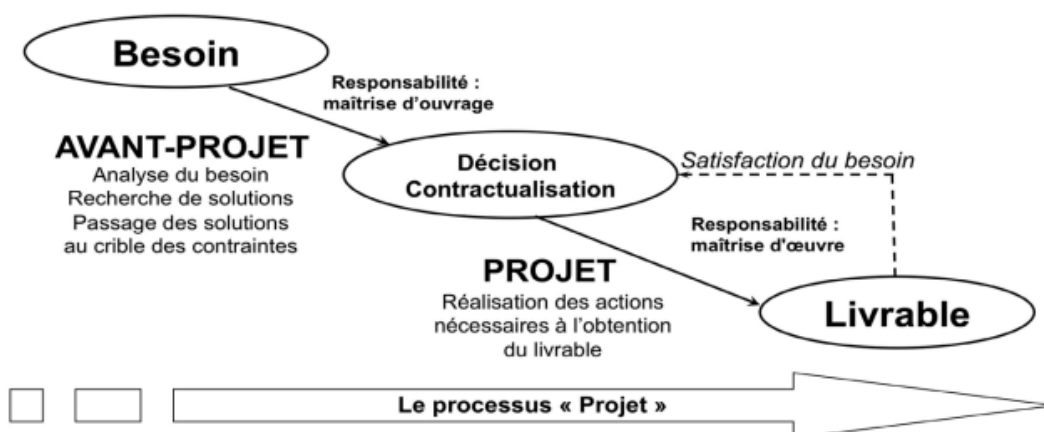 Besoin
Responsabilité :
maîtrise d'ouvrage
AVANT-PROJET
Analyse du besoin
Recherche de solutions
Passage des solutions
au crible des contraintes
Décision
Contractualisation
Satisfaction du besoin
Responsabilité :
maîtrise d'œuvre
PROJET
Réalisation des actions
nécessaires à l'obtention
du livrable
Livrable
Le processus « Projet »